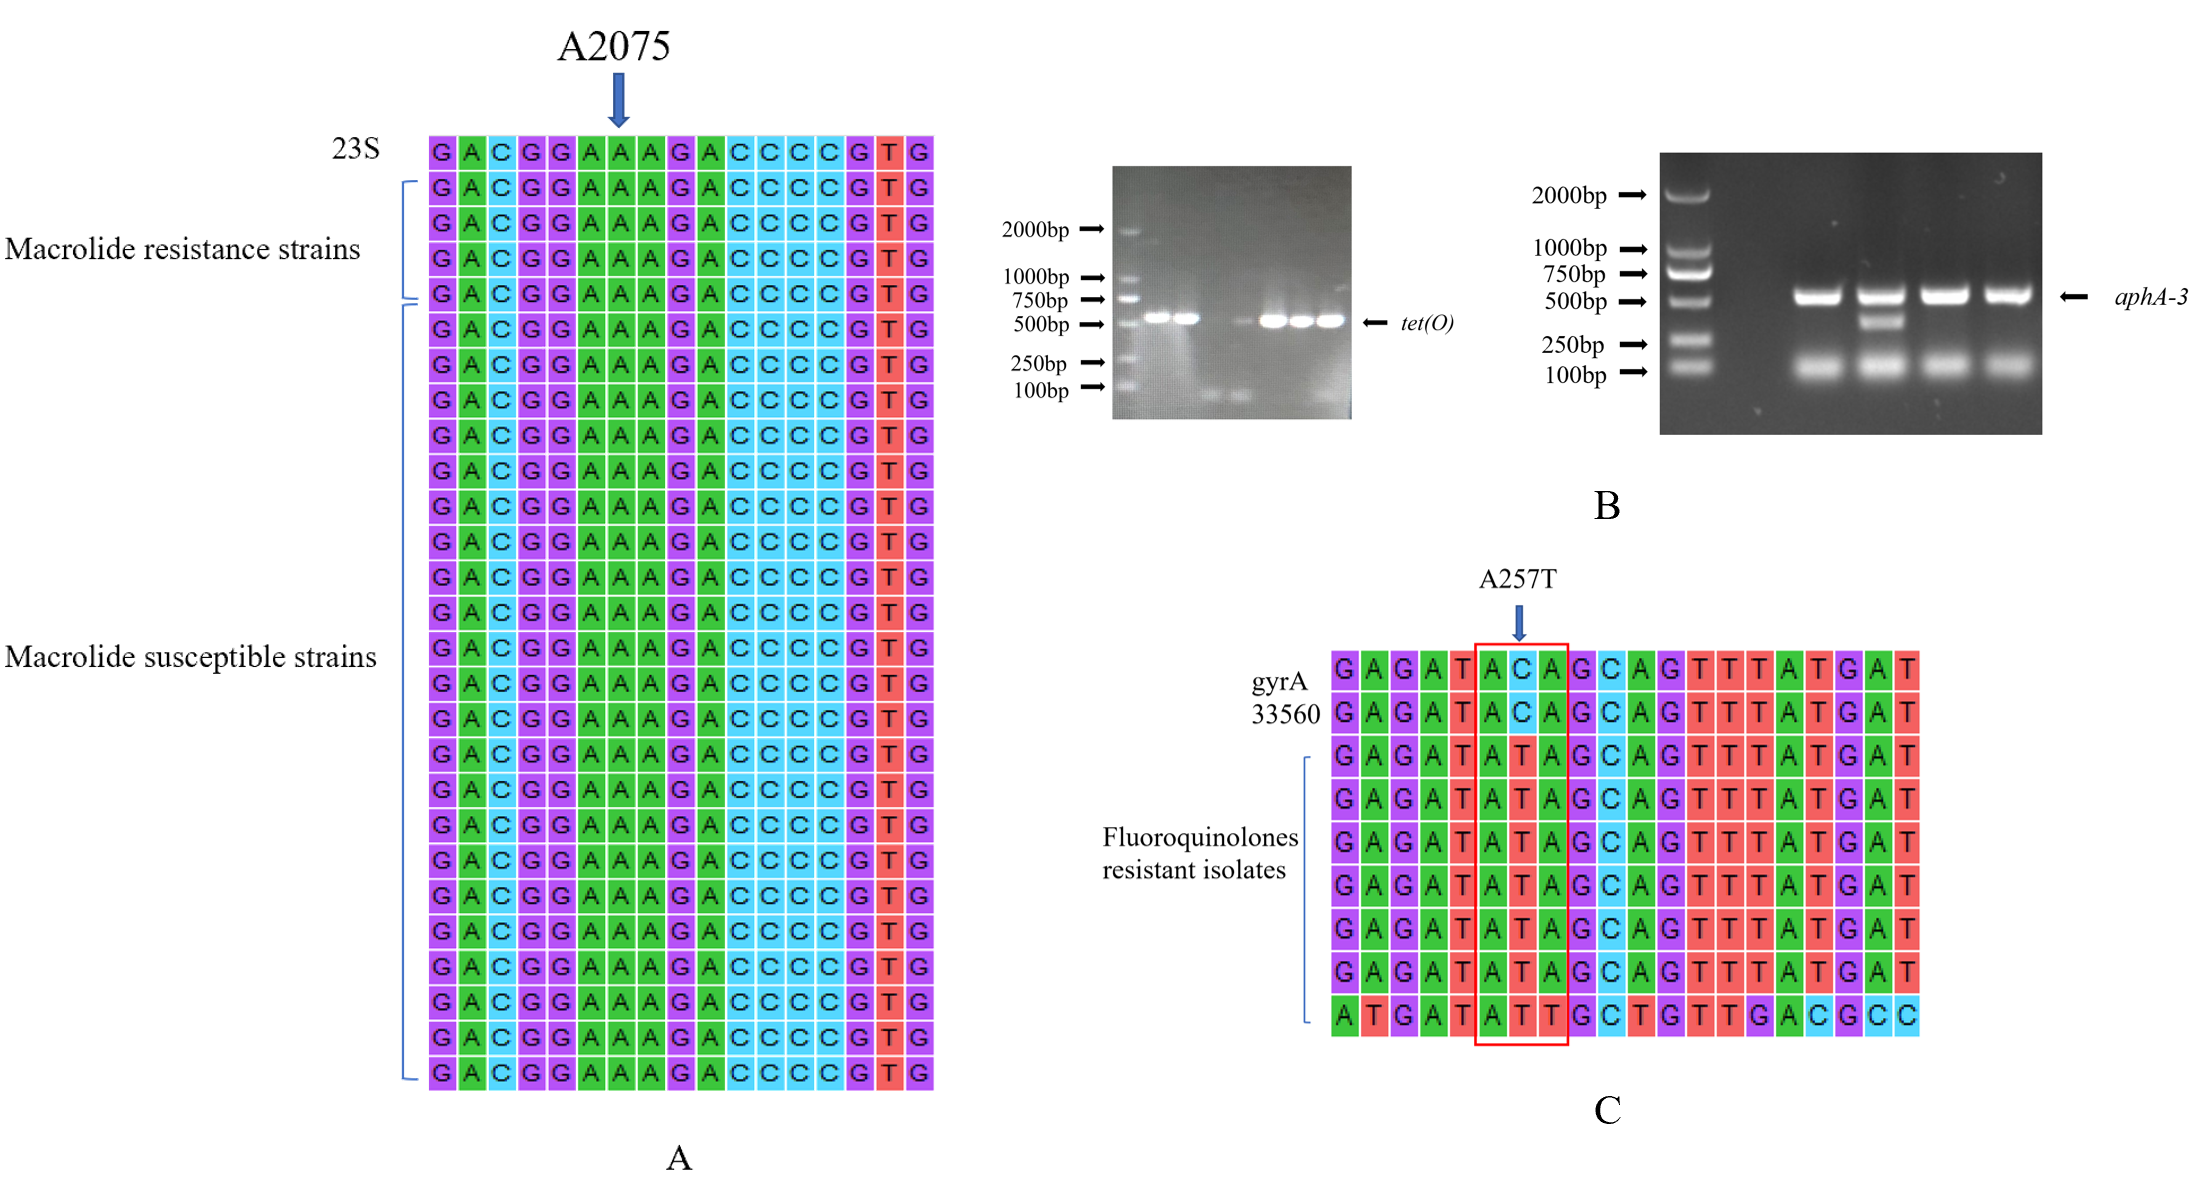 A2075
23S
G A C G G A A A G A C C C C G T G
G A C G G A A A G A C C C C G T G
G A C G G A A A G A C C C C G T G
Macrolide resistance strains
G A C G G A A A G A C C C C G T G
G A C G G A A A G A C C C C G T G
G A C G G A A A G A C C C C G T G
G A C G G A A A G A C C C C G T G
G A C G G A A A G A C C C C G T G
G A C G G A A A G A C C C C G T G
G A C G G A A A G A C C C C G T G
G A C G G A A A G A C C C C G T G
G A C G G A A A G A C C C C G T G
G A C G G A A A G A C C C C G T G
G A C G G A A A G A C C C C G T G
Macrolide susceptible strains
G A C G G A A A G A C C C C G T G
G A C G G A A A G A C C C C G T G
G A C G G A A A G A C C C C G T G
G A C G G A A A G A C C C C G T G
G A C G G A A A G A C C C C G T G
G A C G G A A A G A C C C C G T G
G A C G G A A A G A C C C C G T G
G A C G G A A A G A C C C C G T G
G A C G G A A A G A C C C C G T G
G A C G G A A A G A C C C C G T G
G A C G G A A A G A C C C C G T G
G A C G G A A A G A C C C C G T G
G A C G G A A A G A C C C C G T G
A
2000bp
1000bp
750bp
500bp
250bp
100bp
tet(O)
2000bp
1000bp
750bp
500bp
250bp
100bp
aphA-3
B
A257T
gyrA
G A G A T A C A G C A G T T T A T G A T
33560
G A G A T A C A G C A G T T T A T G A T
G A G A T A T A G C A G T T T A T G A T
G A G A T A T A G C A G T T T A T G A T
Fluoroquinolones
resistant isolates
G A G A T A T A G C A G T T T A T G A T
G A G A T A T A G C A G T T T A T G A T
G A G A T A T A G C A G T T T A T G A T
G A G A T A T A G C A G T T T A T G A T
A T G A T A T T G C T G T T G A C G C C
C